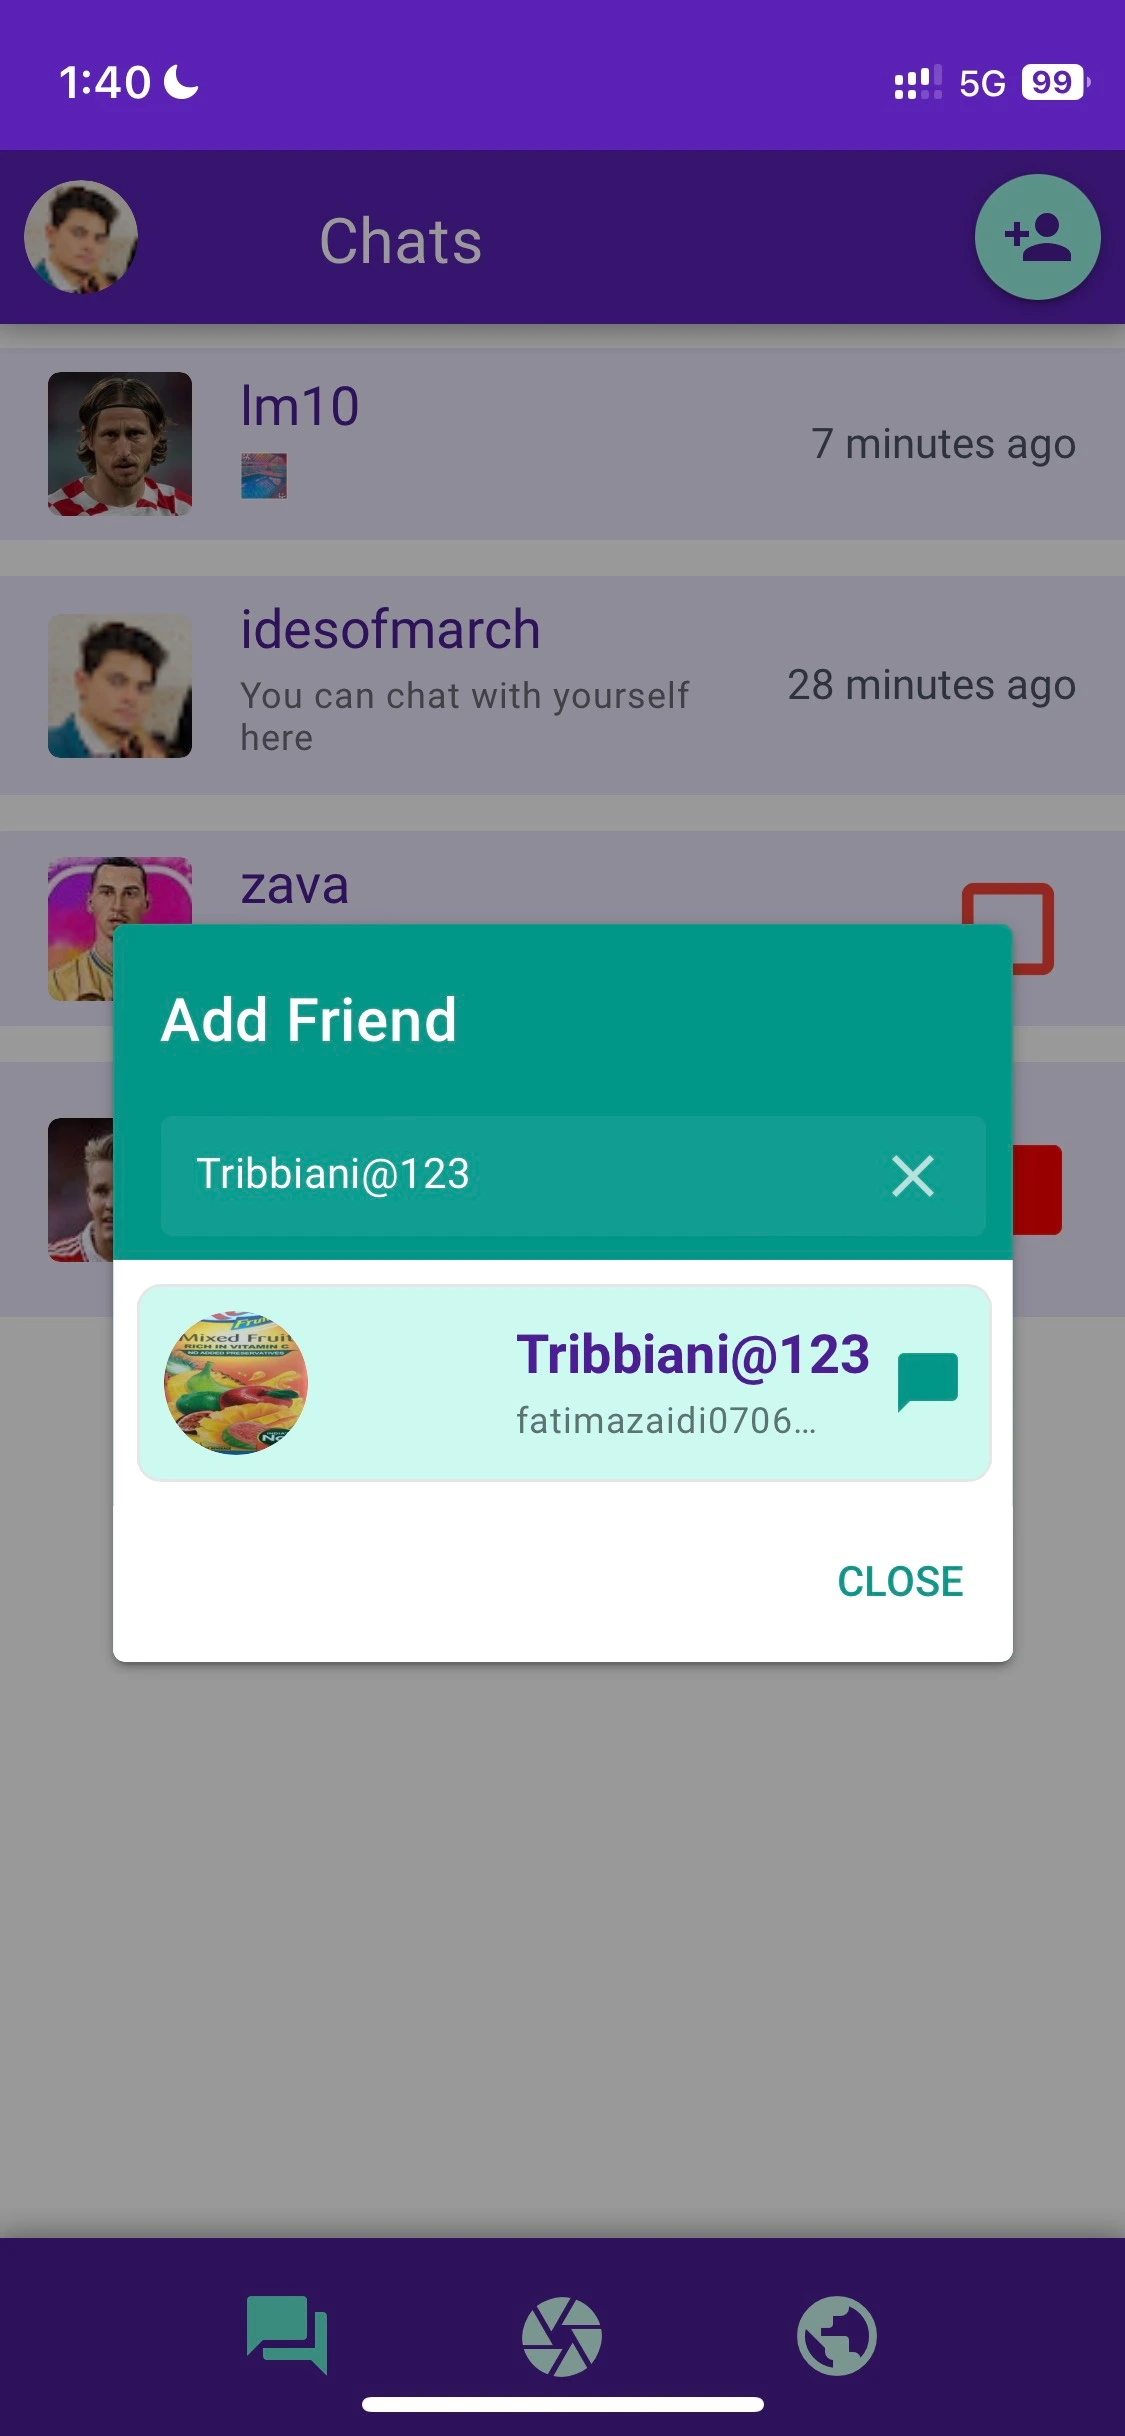 1:40
5G 99
Chats
lm10
7 minutes ago
idesofmarch
You can chat with yourself
here
28 minutes ago
zava
Add Friend
Tribbiani@123
Mixed Fruit
RICH IN VITAMIN C
NO ADDED PRESERVATIVES
Tribbiani@123
fatimazaidi0706...
CLOSE